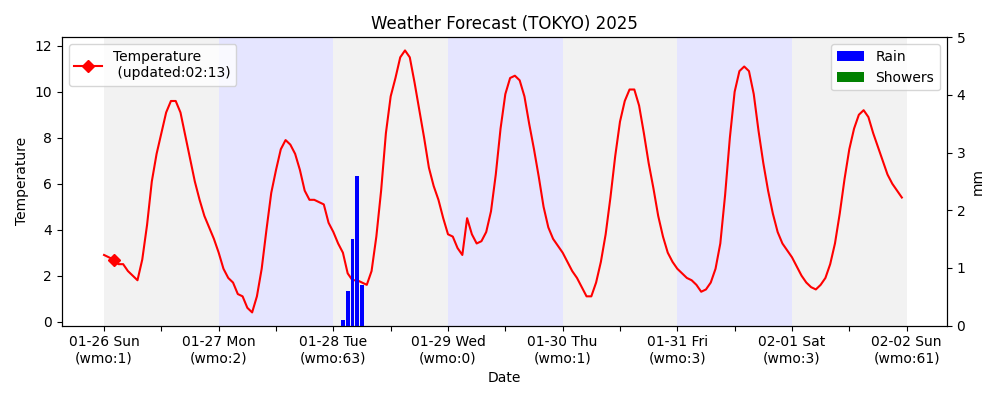 Weather Forecast (TOKYO) 2025
Temperature
(updated:02:13)
Rain
Showers
12
10
8
6
4
2
0
Temperature
5
4
3
2
1
0
mm
01-26 Sun 01-27 Mon 01-28 Tue 01-29 Wed 01-30 Thu 01-31 Fri 02-01 Sat 02-02 Sun
(wmo:1) (wmo:2) (wmo:63) (wmo:0) (wmo:1) (wmo:3) (wmo:3) (wmo:61)
Date